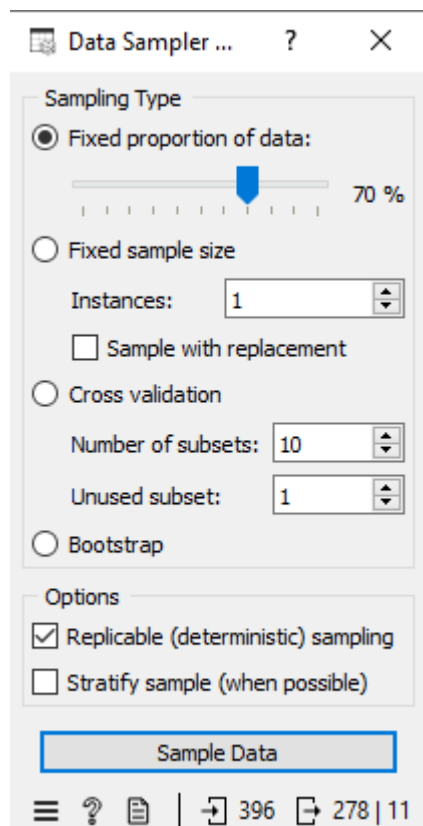 Data Sampler ... ?
Sampling Type
Fixed proportion of data:
70 %
Fixed sample size
Instances: 1
Sample with replacement
Cross validation
Number of subsets: 10
Unused subset: 1
Bootstrap
Options
Replicable (deterministic) sampling
Stratify sample (when possible)
Sample Data
? 396 278 | 11